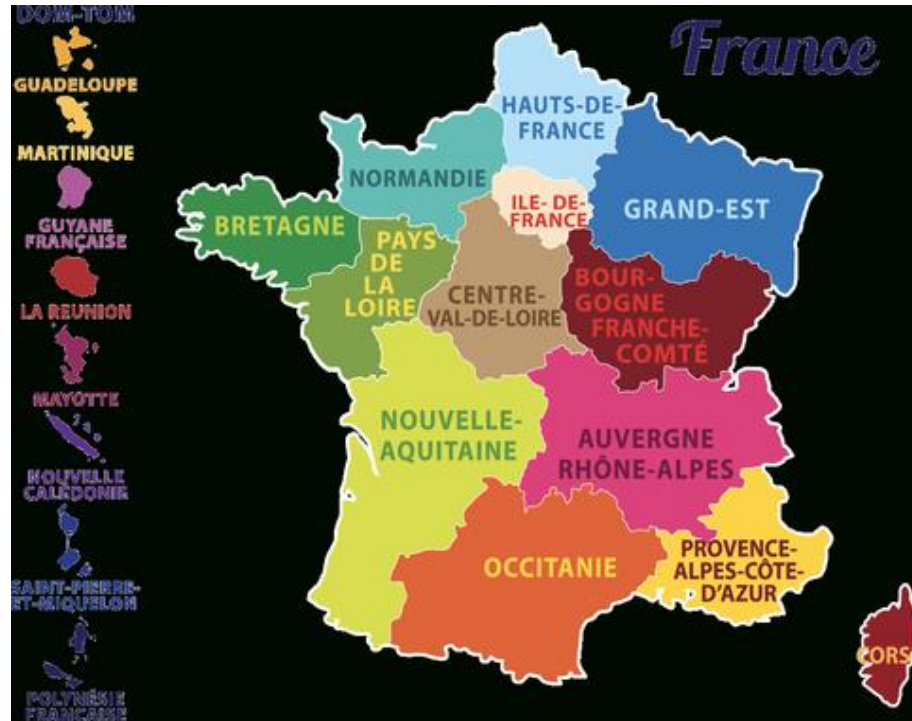 DOM-TOM
GUADELOUPE
MARTINIQUE
GUYANE
FRANÇAISE
LA REUNION
MAYOTTE
NOUVELLE
CALÉDONIE
SAINT-PIERRE-
ET-MIQUELON
POLYNÉSIE
FRANÇAISE
France
HAUTS-DE-
FRANCE
NORMANDIE
ILE- DE-
FRANCE
GRAND-EST
BRETAGNE
PAYS
DE
LA
LOIRE
CENTRE-
VAL-DE-LOIRE
BOUR-
GOGNE
FRANCHE-
COMTÉ
NOUVELLE-
AQUITAINE
AUVERGNE
RHÔNE-ALPES
OCCITANIE
PROVENCE-
ALPES-CÔTE-
D'AZUR
CORS